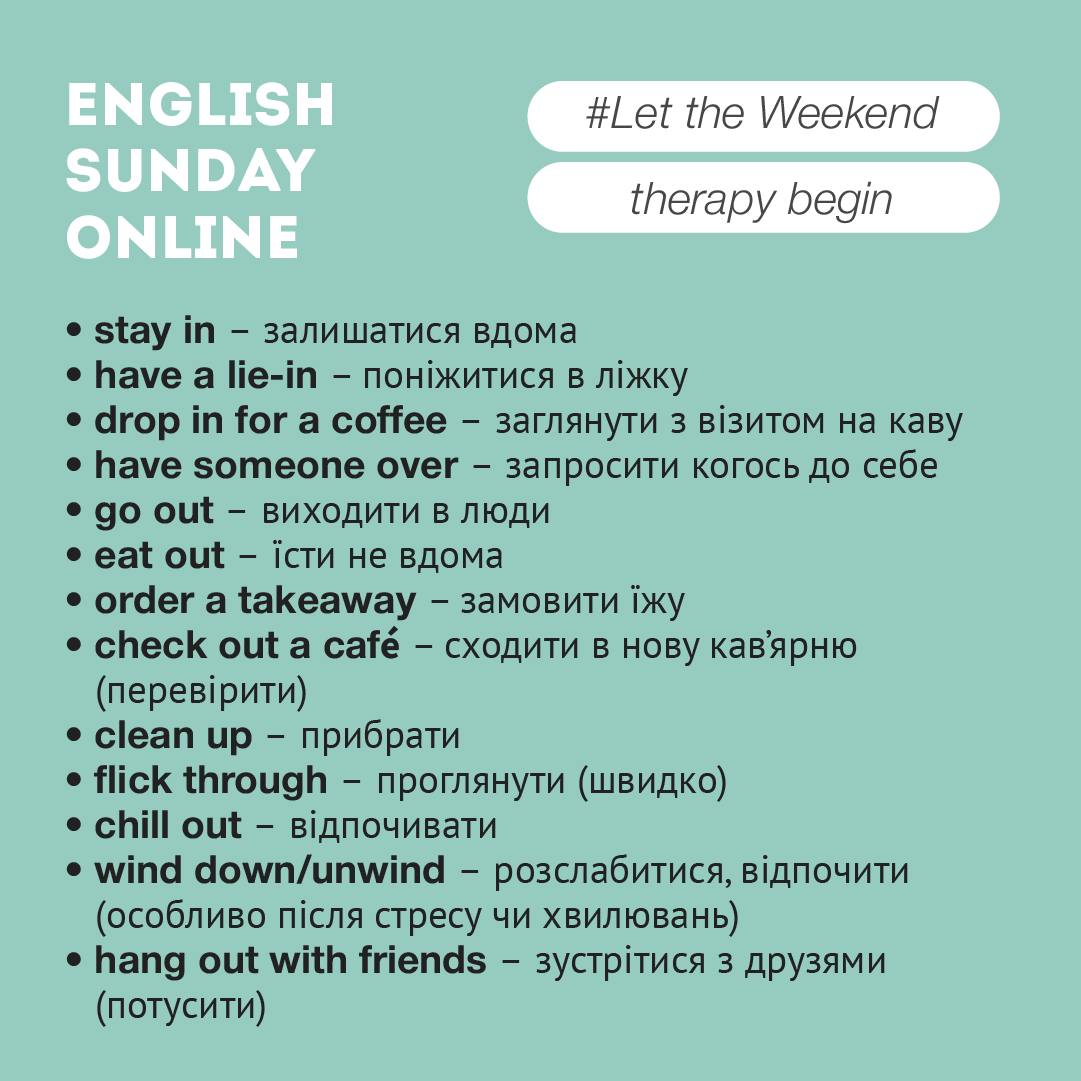 ENGLISH
SUNDAY
ONLINE
#Let the Weekend
therapy begin
• stay in – залишатися вдома
• have a lie-in – поніжитися в ліжку
• drop in for a coffee – заглянути з візитом на каву
• have someone over – запросити когось до себе
• go out – виходити в люди
• eat out – їсти не вдома
• order a takeaway – замовити їжу
• check out a café – сходити в нову кав’ярню
(перевірити)
• clean up – прибрати
• flick through – проглянути (швидко)
• chill out – відпочивати
• wind down/unwind – розслабитися, відпочити
(особливо після стресу чи хвилювань)
• hang out with friends – зустрітися з друзями
(потусити)